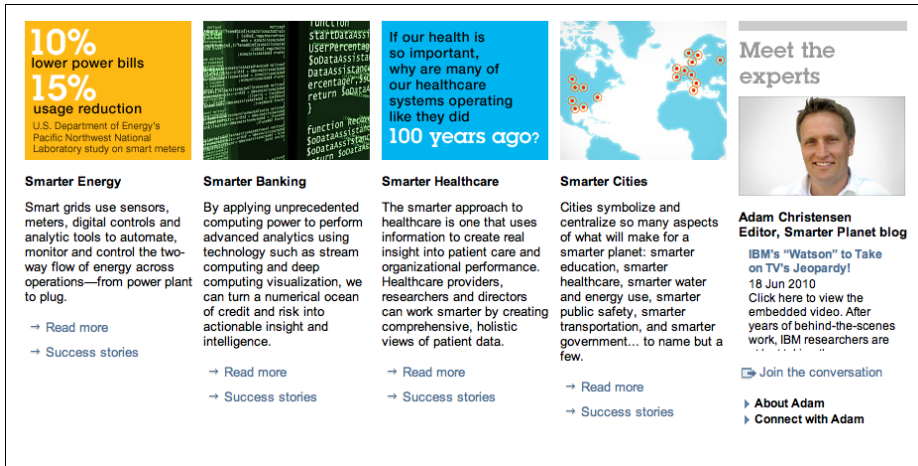 10%
lower power bills
15%
usage reduction
U.S. Department of Energy's
Pacific Northwest National
Laboratory study on smart meters
Smarter Energy
Smart grids use sensors,
meters, digital controls and
analytic tools to automate,
monitor and control the two-
way flow of energy across
operations—from power plant
to plug.
→ Read more
→ Success stories
function
startDataAssi
UserPercentag
$oDataAssista
DataAssistanc
return $oData
function
$oDataAssista
Smarter Banking
By applying unprecedented
computing power to perform
advanced analytics using
technology such as stream
computing and deep
computing visualization, we
can turn a numerical ocean
of credit and risk into
actionable insight and
intelligence.
→ Read more
→ Success stories
If our health is
so important,
why are many of
our healthcare
systems operating
like they did
100 years ago?
Smarter Healthcare
The smarter approach to
healthcare is one that uses
information to create real
insight into patient care and
organizational performance.
Healthcare providers,
researchers and directors
can work smarter by creating
comprehensive, holistic
views of patient data.
→ Read more
→ Success stories
Smarter Cities
Cities symbolize and
centralize so many aspects
of what will make for a
smarter planet: smarter
education, smarter
healthcare, smarter water
and energy use, smarter
public safety, smarter
transportation, and smarter
government... to name but a
few.
→ Read more
→ Success stories
Meet the
experts
Adam Christensen
Editor, Smarter Planet blog
IBM's “Watson” to Take
on TV's Jeopardy!
18 Jun 2010
Click here to view the
embedded video. After
years of behind-the-scenes
work, IBM researchers are
Join the conversation
About Adam
Connect with Adam